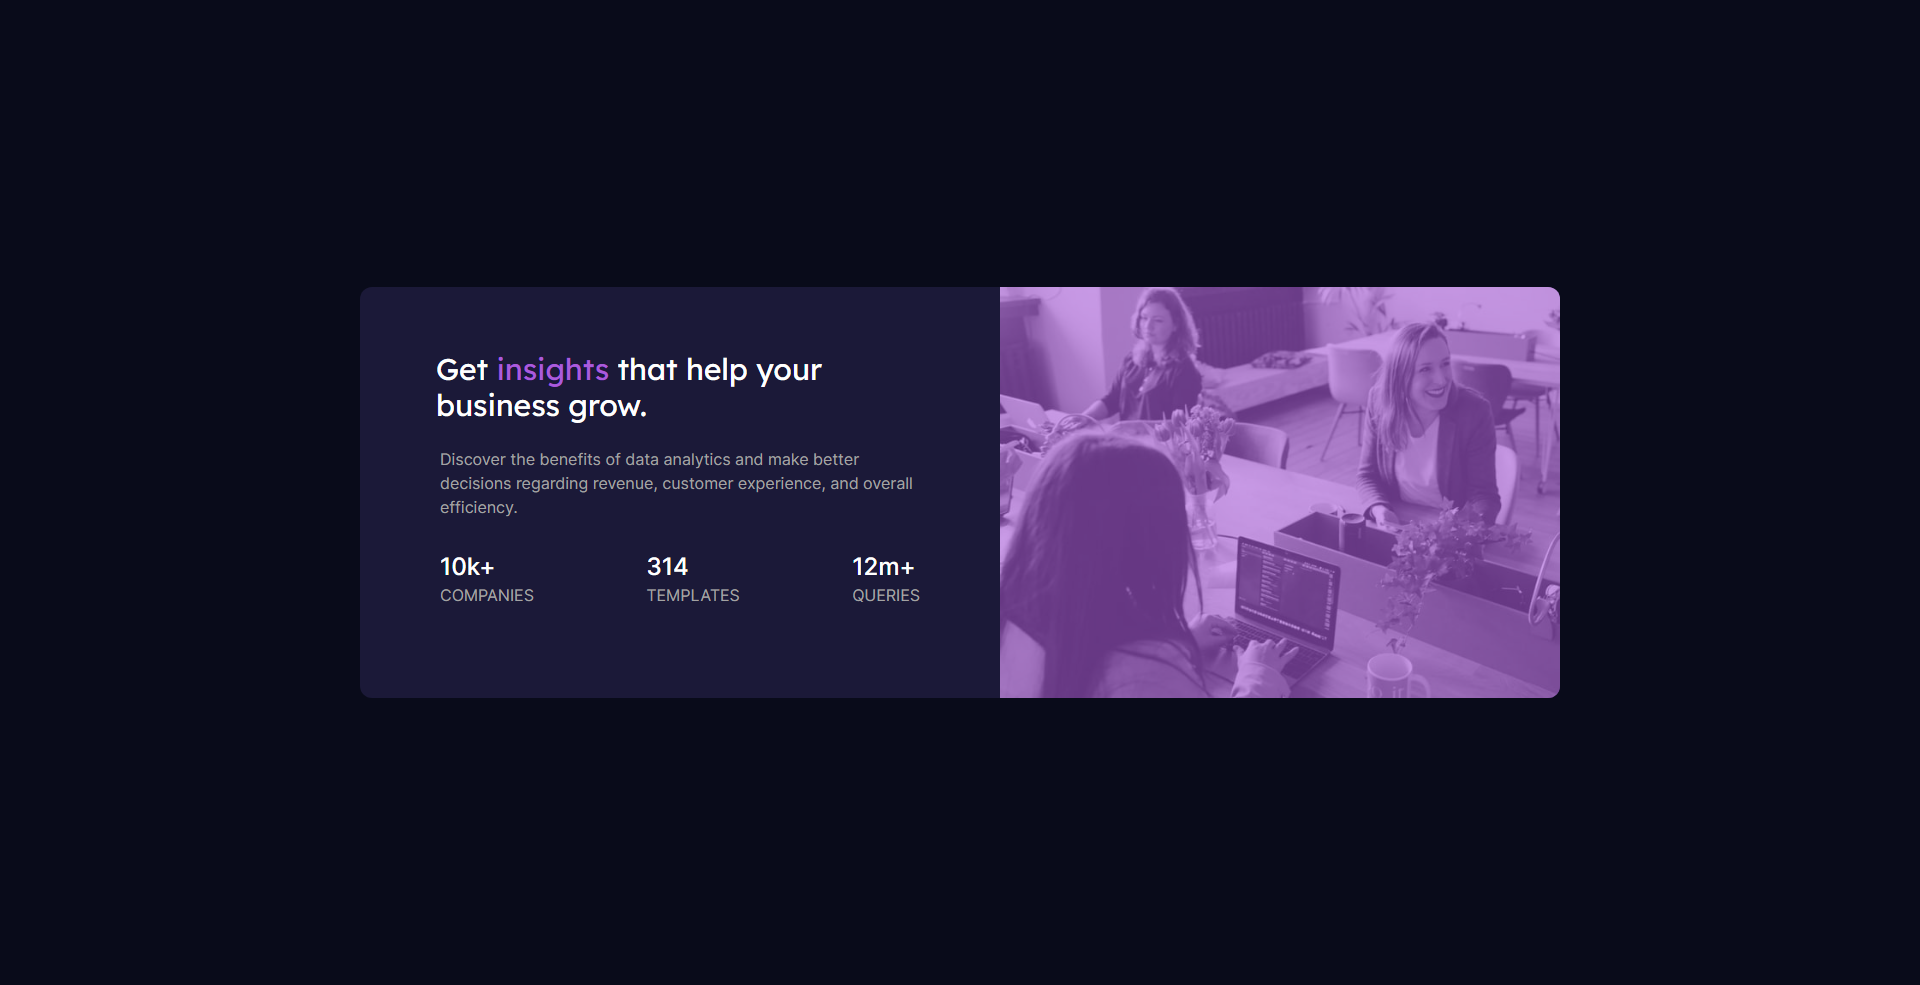 Get insights that help your
business grow.
Discover the benefits of data analytics and make better
decisions regarding revenue, customer experience, and overall
efficiency.
10k+ 314 12m+
COMPANIES TEMPLATES QUERIES